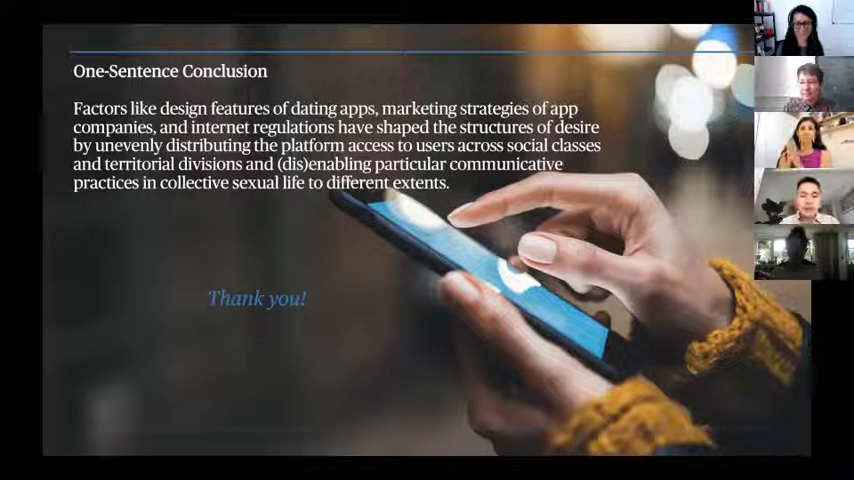 One-Sentence Conclusion
Factors like design features of dating apps, marketing strategies of app
companies, and internet regulations have shaped the structures of desire
by unevenly distributing the platform access to users across social classes
and territorial divisions and (dis)enabling particular communicative
practices in collective sexual life to different extents.
Thank you!